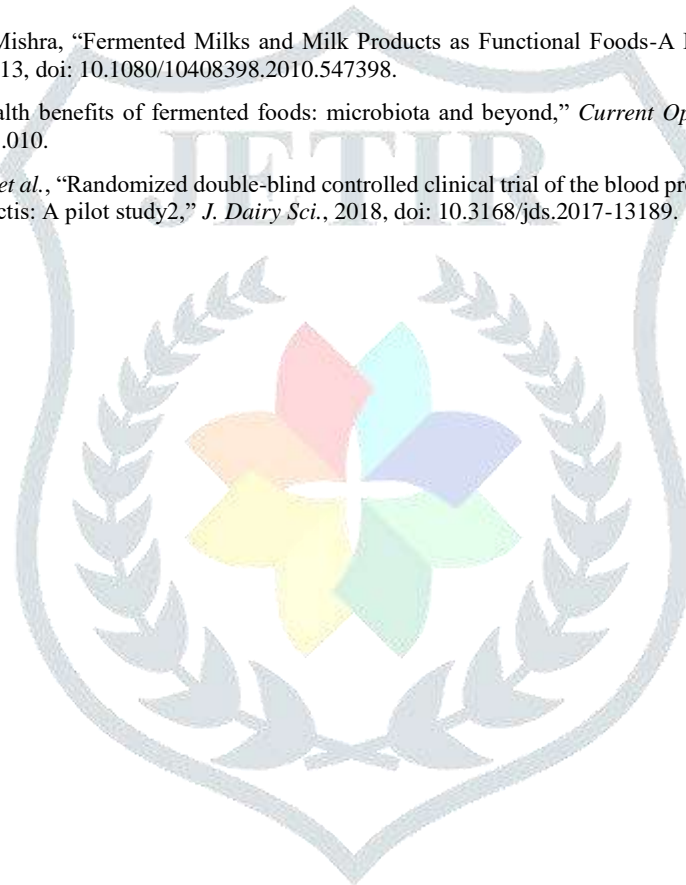 Mishra, “Fermented Milks and Milk Products as Functional Foods-A
13, doi: 10.1080/10408398.2010.547398.
alth benefits of fermented foods: microbiota and beyond,” Current Op
.010.
et al., “Randomized double-blind controlled clinical trial of the blood pr
ctis: A pilot study2,” J. Dairy Sci., 2018, doi: 10.3168/jds.2017-13189.
JETIR